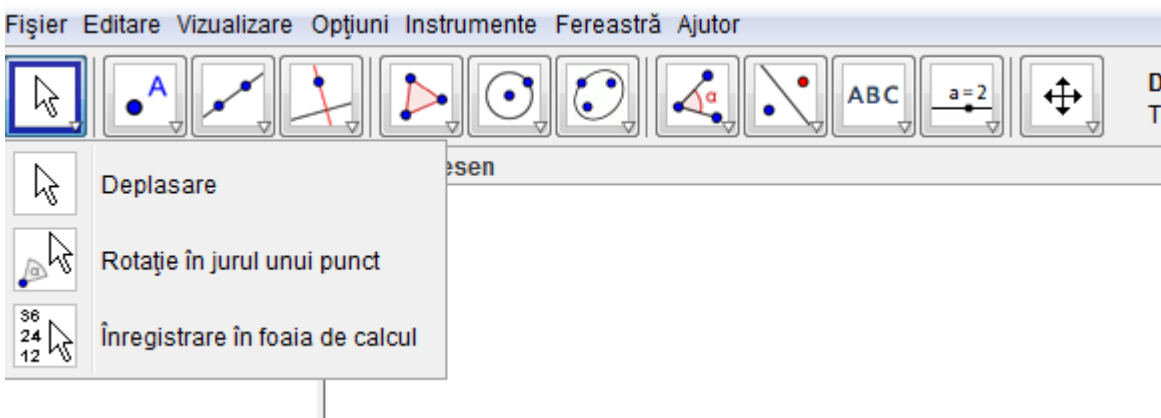 Fişier Editare Vizualizare Opţiuni Instrumente Fereastră Ajutor
A α ABC a=2 D
T
esen
Deplasare
α Rotaţie în jurul unui punct
36
24
12
Înregistrare în foaia de calcul